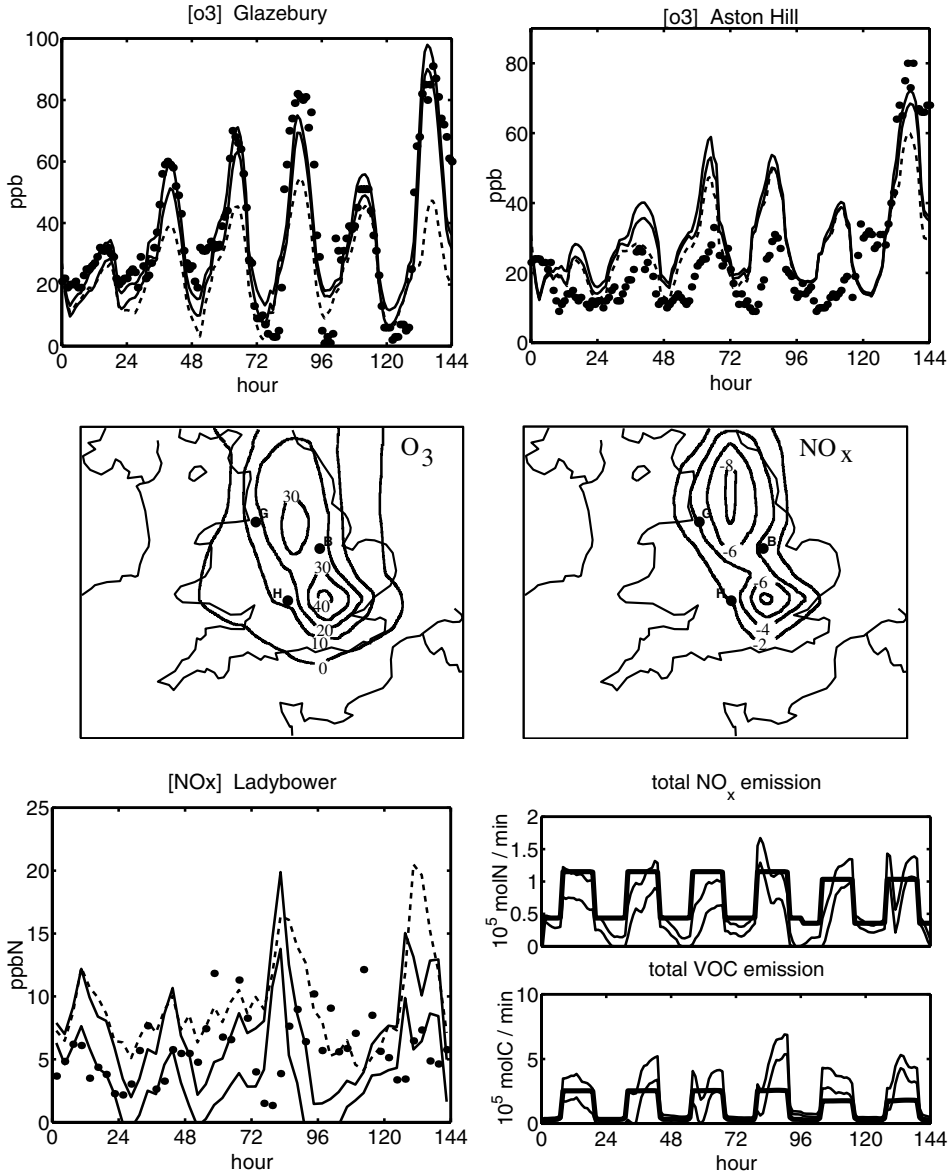 [o3] Glazebury
100
80
60
40
20
0
ppb
0 24 48 72 96 120 144
hour
[o3] Aston Hill
80
60
40
20
0
ppb
0 24 48 72 96 120 144
hour
O3
30
G
B
30
H
40
20
10
0
NOx
-8
G
-6
B
-6
H
-4
-2
[NOx] Ladybower
25
20
15
10
5
0
ppbN
0 24 48 72 96 120 144
hour
total NOx emission
2
1.5
1
0.5
0
10^5 molN / min
total VOC emission
10
5
0
10^5 molC / min
0 24 48 72 96 120 144
hour